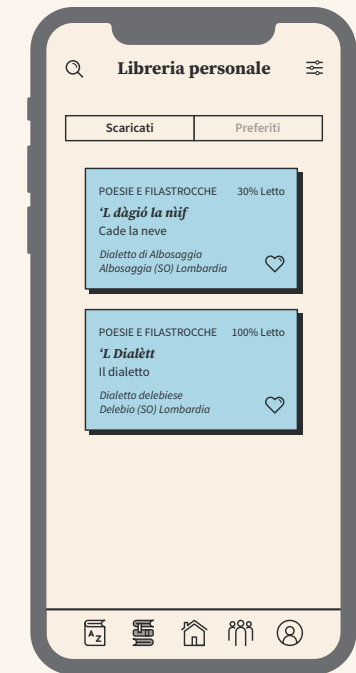 Libreria personale
Scaricati Preferiti
POESIE E FILASTROCCHE 30% Letto
‘L dàgió la nìif
Cade la neve
Dialetto di Albosaggia
Albosaggia (SO) Lombardia
POESIE E FILASTROCCHE 100% Letto
‘L Dialètt
Il dialetto
Dialetto delebiese
Delebio (SO) Lombardia
A Z